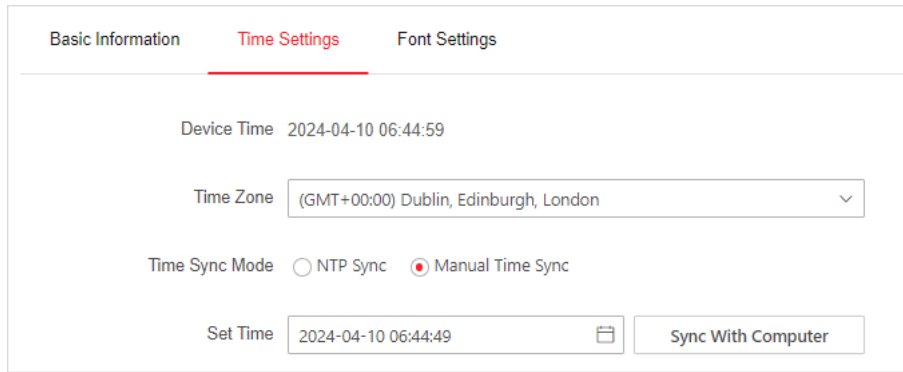 Basic Information Time Settings Font Settings
Device Time 2024-04-10 06:44:59
Time Zone (GMT+00:00) Dublin, Edinburgh, London
Time Sync Mode NTP Sync Manual Time Sync
Set Time 2024-04-10 06:44:49 Sync With Computer